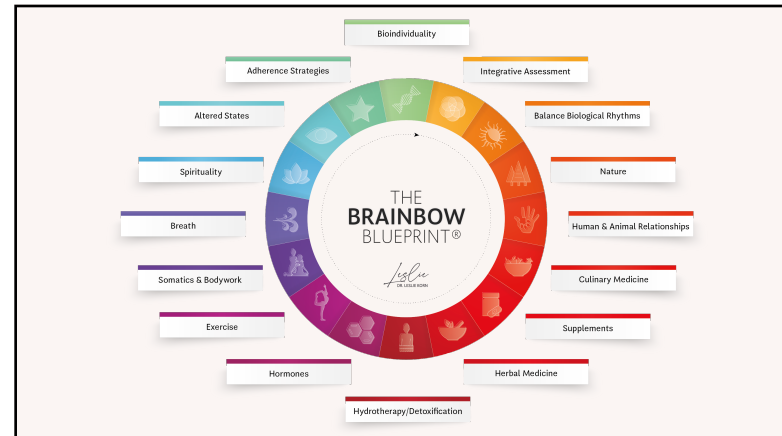 Bioindividuality
Integrative Assessment
Balance Biological Rhythms
Nature
Human & Animal Relationships
Culinary Medicine
Supplements
Herbal Medicine
Hydrotherapy/Detoxification
Hormones
Exercise
Somatics & Bodywork
Breath
Spirituality
Altered States
Adherence Strategies
THE
BRAINBOW
BLUEPRINT®
Leslie
DR. LESLIE KORN